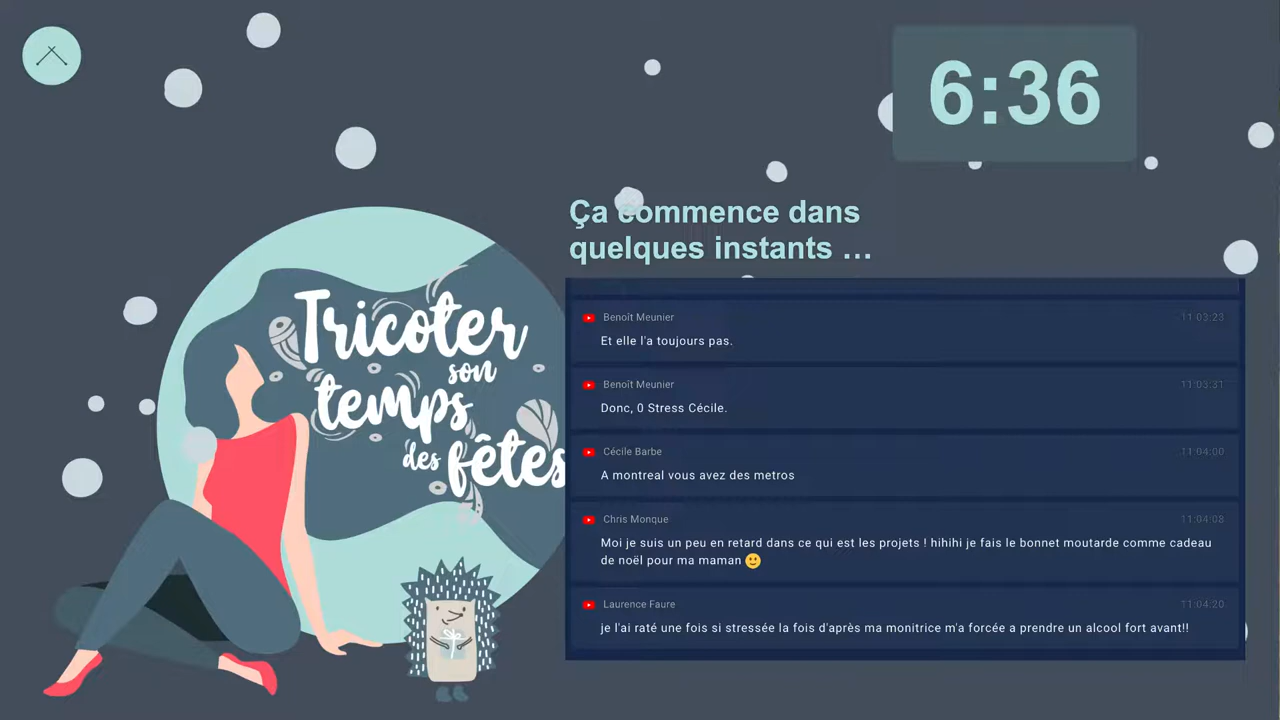 6:36
Ça commence dans
quelques instants ...
Tricoter
son
temps
des fêtes
Benoît Meunier 11:03:23
Et elle l'a toujours pas.
Benoît Meunier 11:03:31
Donc, 0 Stress Cécile.
Cécile Barbe 11:04:00
A montreal vous avez des metros
Chris Monque 11:04:08
Moi je suis un peu en retard dans ce qui est les projets ! hihihi je fais le bonnet moutarde comme cadeau
de noël pour ma maman 🙂
Laurence Faure 11:04:20
je l'ai raté une fois si stressée la fois d'après ma monitrice m'a forcée a prendre un alcool fort avant!!